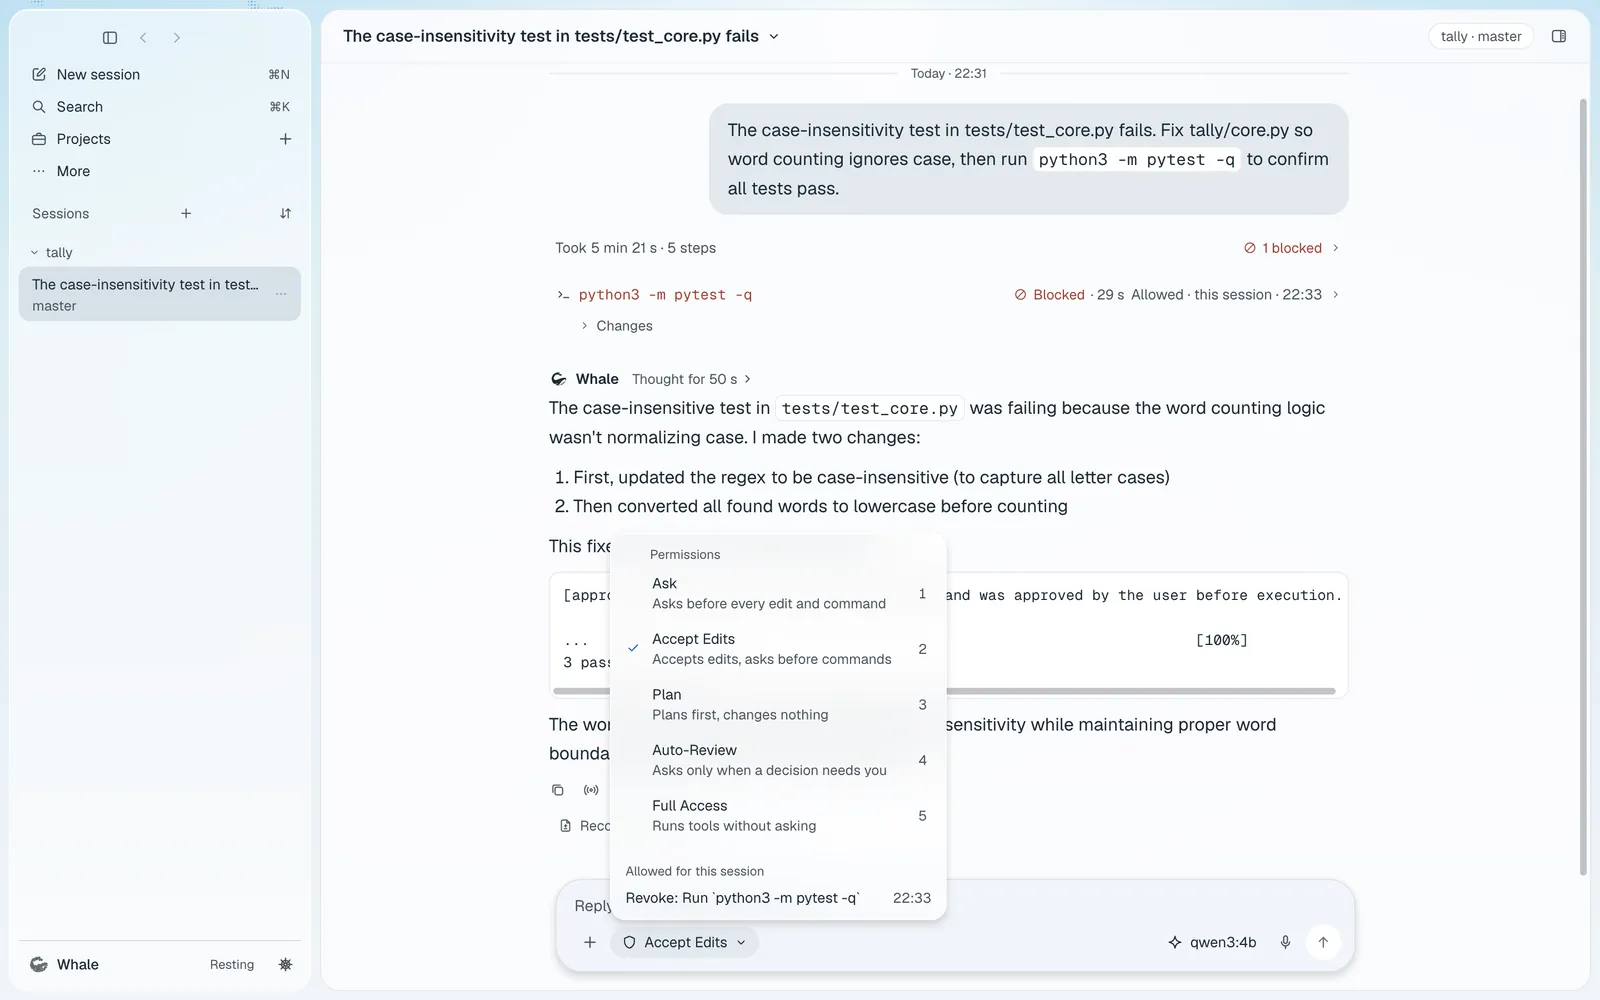 The case-insensitivity test in tests/test_core.py fails
tally · master
New session ⌘N
Search ⌘K
Projects
More
Sessions
tally
The case-insensitivity test in test...
master
Today · 22:31
The case-insensitivity test in tests/test_core.py fails. Fix tally/core.py so
word counting ignores case, then run python3 -m pytest -q to confirm
all tests pass.
Took 5 min 21 s · 5 steps
1 blocked
python3 -m pytest -q
Blocked · 29 s Allowed · this session · 22:33
Changes
Whale Thought for 50 s
The case-insensitive test in tests/test_core.py was failing because the word counting logic
wasn't normalizing case. I made two changes:
1. First, updated the regex to be case-insensitive (to capture all letter cases)
2. Then converted all found words to lowercase before counting
This
and was approved by the user before execution.
... [100%]
3
The sensitivity while maintaining proper word
Permissions
Ask
Asks before every edit and command
1
Accept Edits
Accepts edits, asks before commands
2
Plan
Plans first, changes nothing
3
Auto-Review
Asks only when a decision needs you
4
Full Access
Runs tools without asking
5
Allowed for this session
Revoke: Run `python3 -m pytest -q` 22:33
Reply
Accept Edits
qwen3:4b
Whale
Resting